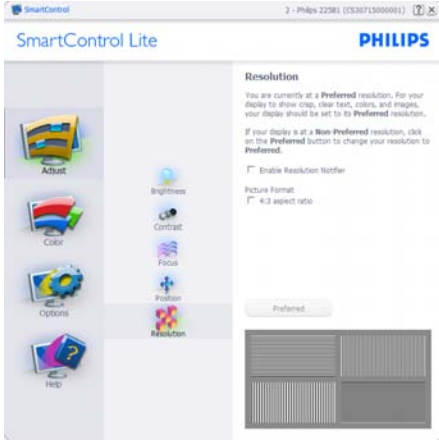 SmartControl
2 - Philips 225B1 (CS30715000001)
SmartControl Lite
PHILIPS
Adjust
Color
Options
Help
Brightness
Contrast
Focus
Position
Resolution
Resolution
You are currently at a Preferred resolution. For your
display to show crisp, clear text, colors, and images,
your display should be set to its Preferred resolution.
If your display is at a Non-Preferred resolution, click
on the Preferred button to change your resolution to
Preferred.
Enable Resolution Notifier
Picture Format
4:3 aspect ratio
Preferred